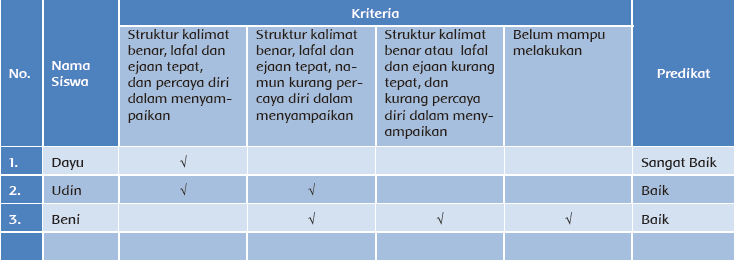 Kriteria
No.
Nama
Siswa
Struktur kalimat
benar, lafal dan
ejaan tepat,
dan percaya diri
dalam menyam-
paikan
Struktur kalimat
benar, lafal dan
ejaan tepat, na-
mun kurang per-
caya diri dalam
menyampaikan
Struktur kalimat
benar atau lafal
dan ejaan kurang
tepat, dan
kurang percaya
diri dalam meny-
ampaikan
Belum mampu
melakukan
Predikat
1. Dayu √ Sangat Baik
2. Udin √ √ Baik
3. Beni √ √ √ Baik